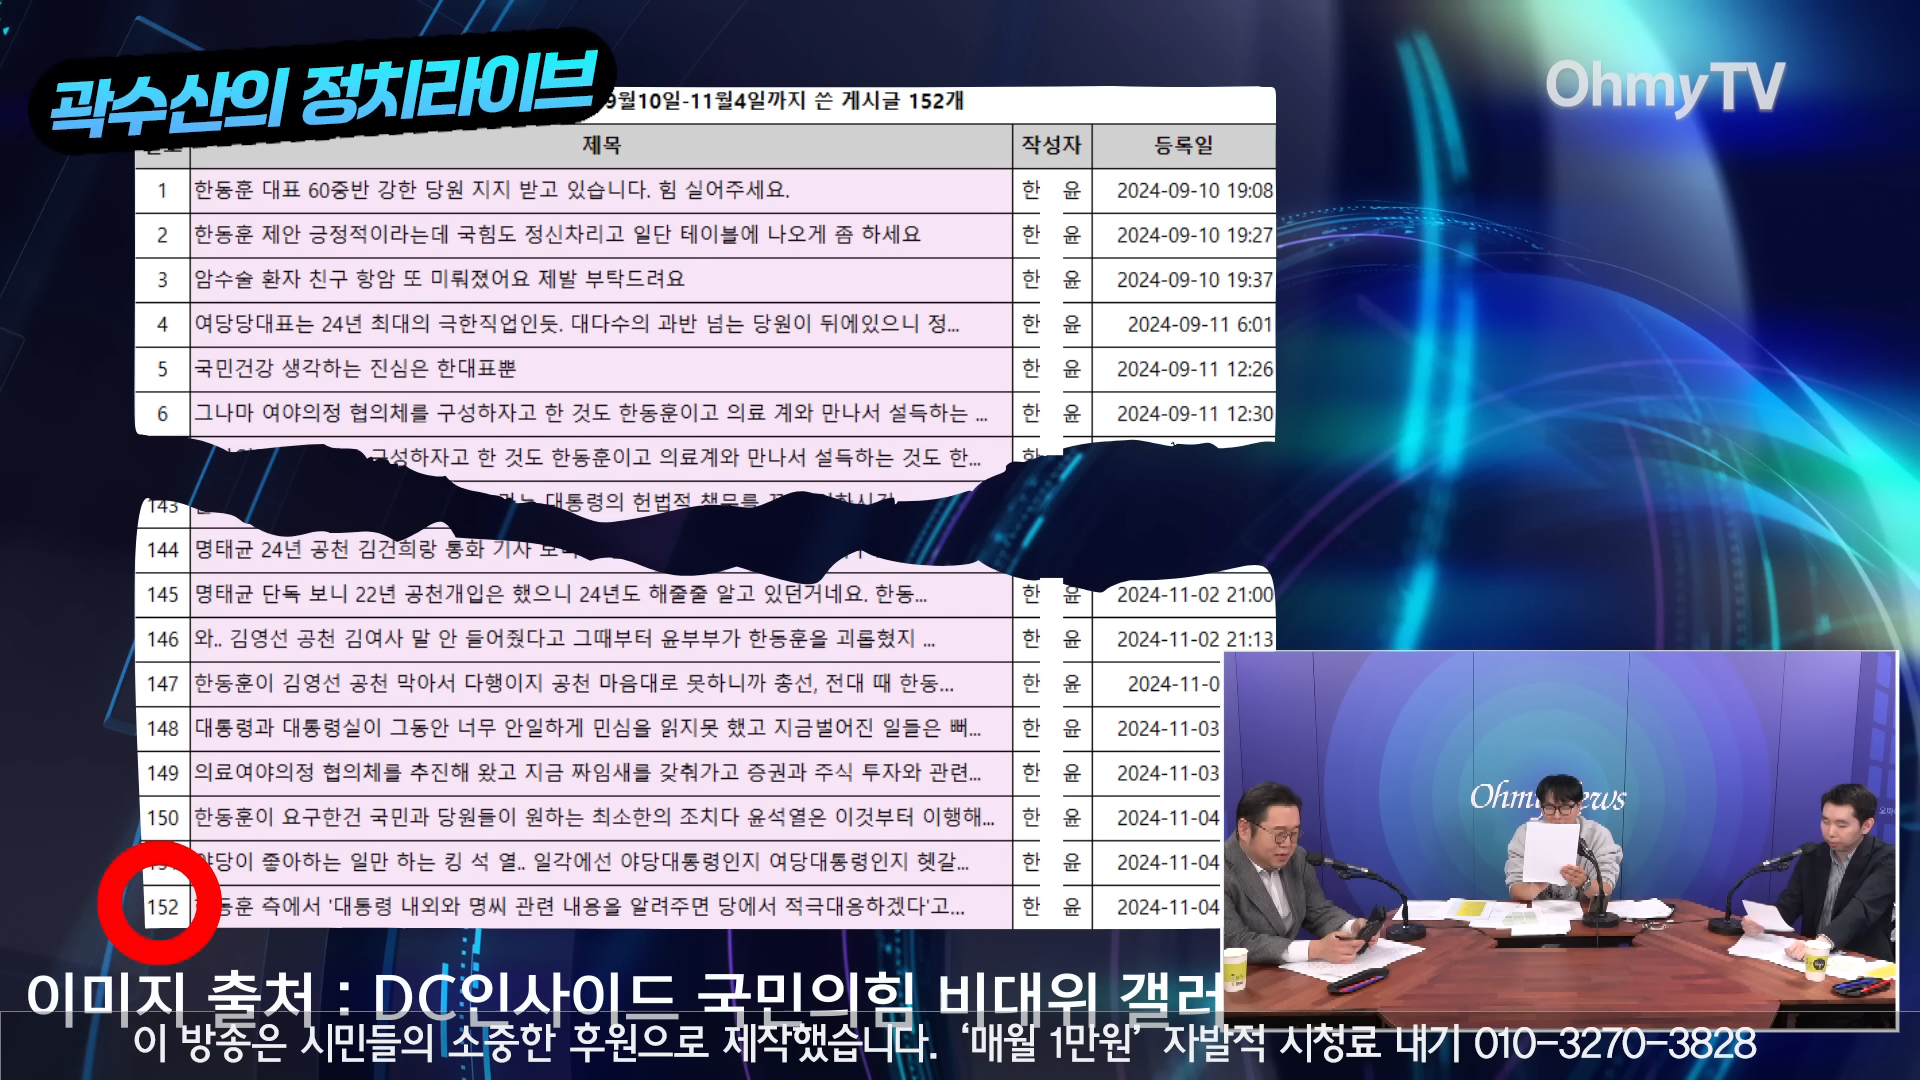 곽수산의 정치라이브
OhmyTV
9월10일-11월4일까지 쓴 게시글 152개
제목 작성자 등록일
1 한동훈 대표 60중반 강한 당원 지지 받고 있습니다. 힘 실어주세요. 한 윤 2024-09-10 19:08
2 한동훈 제안 긍정적이라는데 국힘도 정신차리고 일단 테이블에 나오게 좀 하세요 한 윤 2024-09-10 19:27
3 암수술 환자 친구 항암 또 미뤄졌어요 제발 부탁드려요 한 윤 2024-09-10 19:37
4 여당당대표는 24년 최대의 극한직업인듯. 대다수의 과반 넘는 당원이 뒤에있으니 정... 한 윤 2024-09-11 6:01
5 국민건강 생각하는 진심은 한대표뿐 한 윤 2024-09-11 12:26
6 그나마 여야의정 협의체를 구성하자고 한 것도 한동훈이고 의료 계와 만나서 설득하는 ... 한 윤 2024-09-11 12:30
구성하자고 한 것도 한동훈이고 의료계와 만나서 설득하는 것도 한... 한
143 대통령의 헌법적 책무를
144 명태균 24년 공천 김건희랑 통화 기사
145 명태균 단독 보니 22년 공천개입은 했으니 24년도 해줄줄 알고 있던거네요. 한동... 한 윤 2024-11-02 21:00
146 와.. 김영선 공천 김여사 말 안 들어줬다고 그때부터 윤부부가 한동훈을 괴롭혔지 ... 한 윤 2024-11-02 21:13
147 한동훈이 김영선 공천 막아서 다행이지 공천 마음대로 못하니까 총선, 전대 때 한동... 한 윤 2024-11-0
148 대통령과 대통령실이 그동안 너무 안일하게 민심을 읽지못 했고 지금벌어진 일들은 뼈... 한 윤 2024-11-03
149 의료여야의정 협의체를 추진해 왔고 지금 짜임새를 갖춰가고 증권과 주식 투자와 관련... 한 윤 2024-11-03
150 한동훈이 요구한건 국민과 당원들이 원하는 최소한의 조치다 윤석열은 이것부터 이행해... 한 윤 2024-11-04
야당이 좋아하는 일만 하는 킹 석 열.. 일각에선 야당대통령인지 여당대통령인지 헷갈... 한 윤 2024-11-04
152 동훈 측에서 '대통령 내외와 명씨 관련 내용을 알려주면 당에서 적극대응하겠다'고... 한 윤 2024-11-04
이미지 출처 : DC인사이드 국민의힘 비대위 갤러
이 방송은 시민들의 소중한 후원으로 제작했습니다. ‘매월 1만원’ 자발적 시청료 내기 010-3270-3828